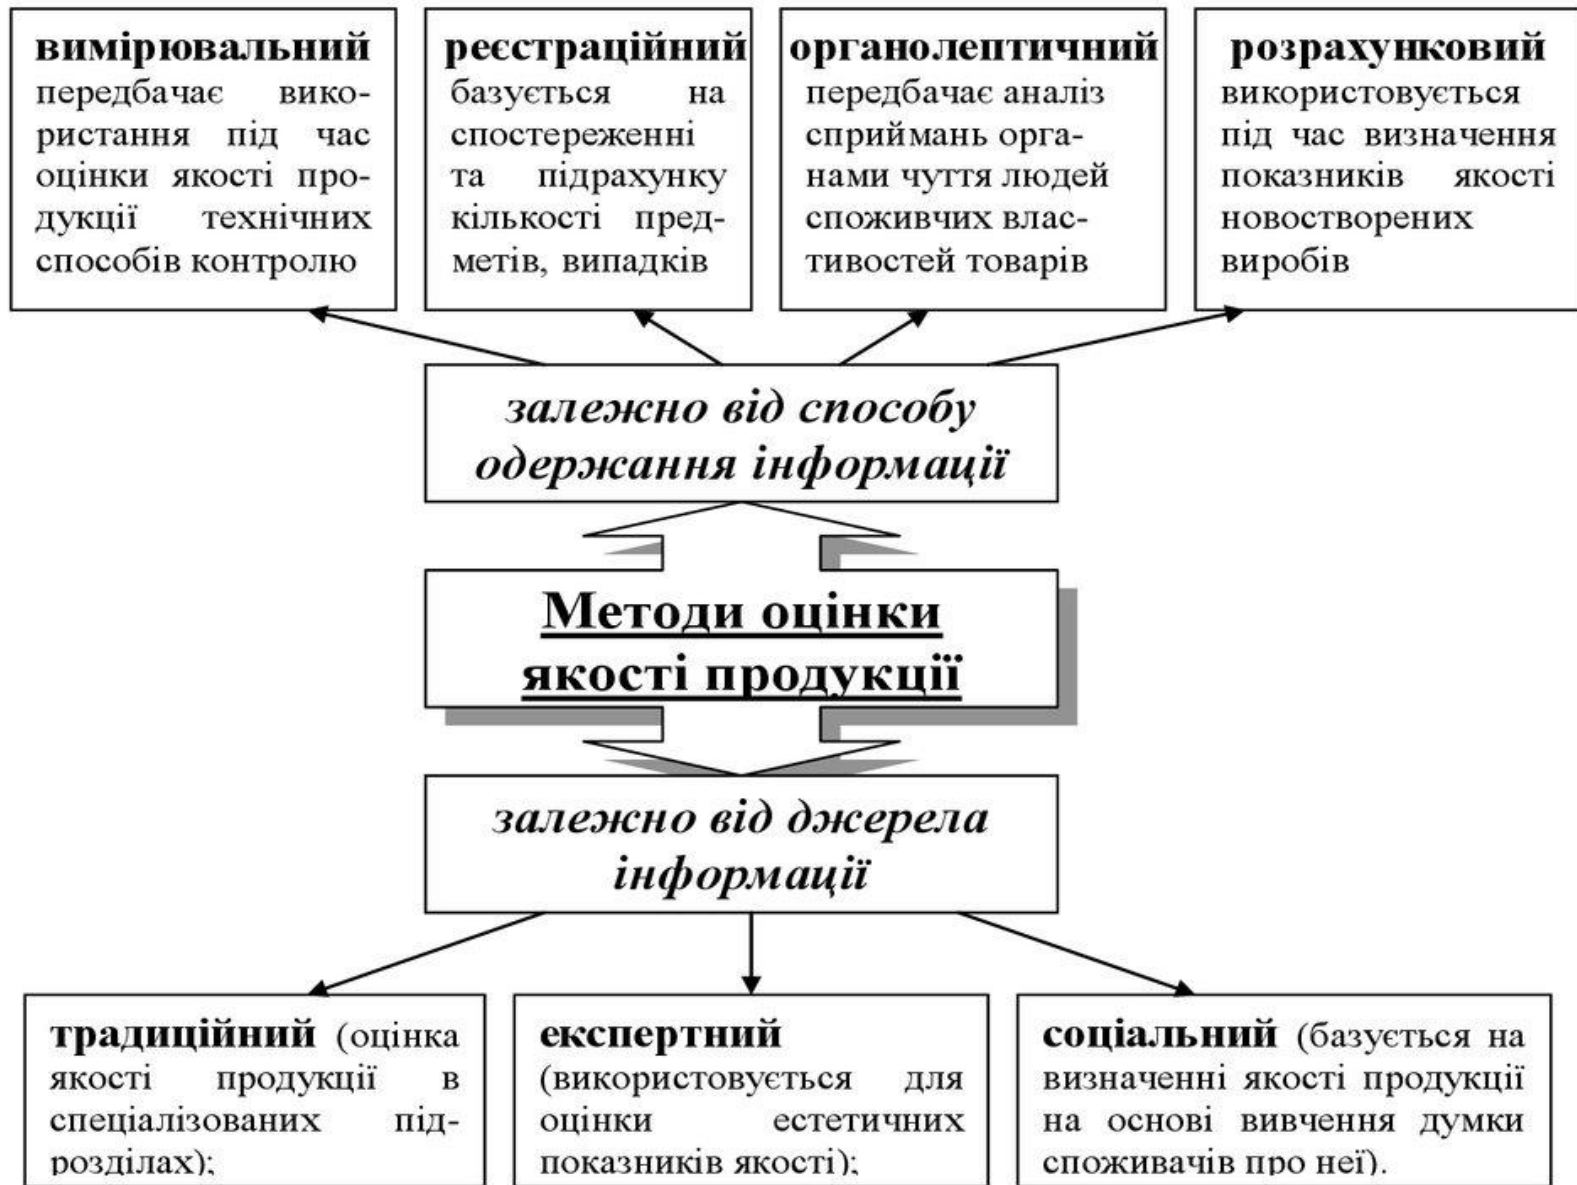 вимірювальний
передбачає вико-
ристання під час
оцінки якості про-
дукції технічних
способів контролю
реєстраційний
базується на
спостереженні
та підрахунку
кількості пред-
метів, випадків
органолептичний
передбачає аналіз
сприймань орга-
нами чуття людей
споживчих влас-
тивостей товарів
розрахунковий
використовується
під час визначення
показників якості
новостворених
виробів
залежно від способу
одержання інформації
Методи оцінки
якості продукції
залежно від джерела
інформації
традиційний (оцінка
якості продукції в
спеціалізованих під-
розділах);
експертний
(використовується для
оцінки естетичних
показників якості);
соціальний (базується на
визначенні якості продукції
на основі вивчення думки
споживачів про неї).